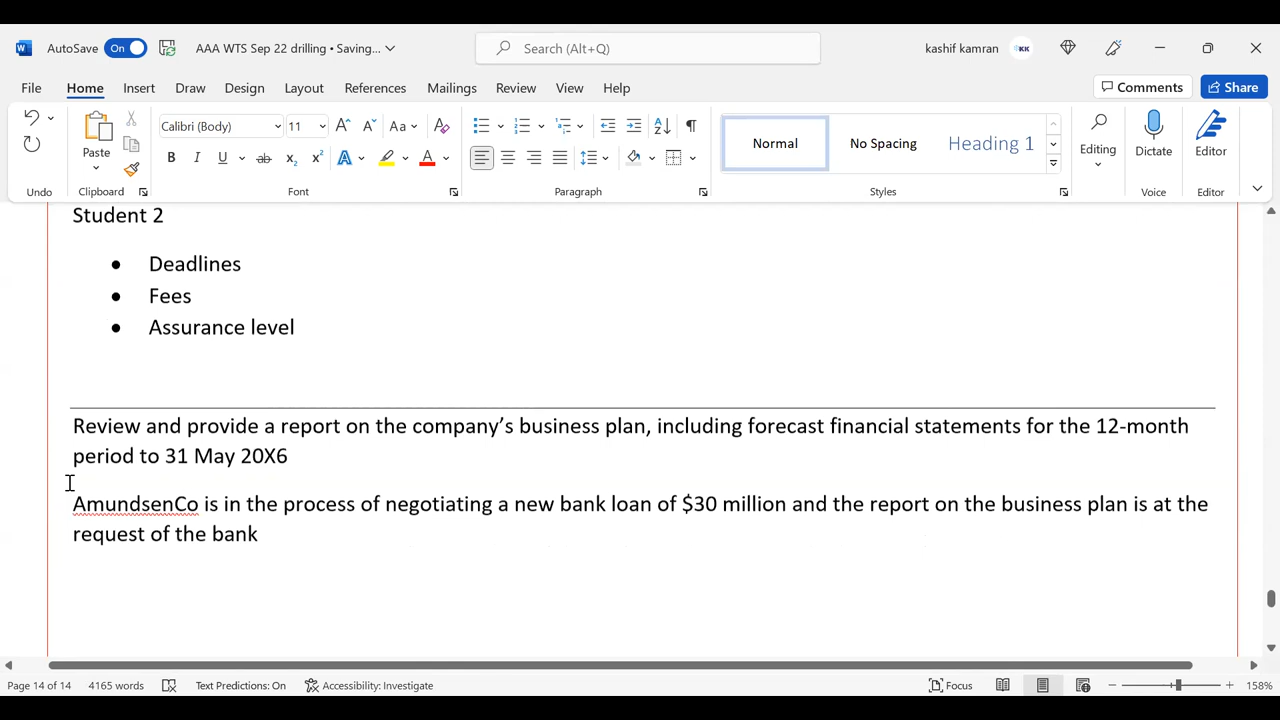 AutoSave On AAA WTS Sep 22 drilling • Saving... Search (Alt+Q) kashif kamran KK
File Home Insert Draw Design Layout References Mailings Review View Help Comments Share
Calibri (Body) 11 A A Aa A Normal No Spacing Heading 1
Paste B I U ab x₂ x² A A Editing Dictate Editor
Undo Clipboard Font Paragraph Styles Voice Editor
Student 2
• Deadlines
• Fees
• Assurance level
Review and provide a report on the company’s business plan, including forecast financial statements for the 12-month
period to 31 May 20X6
AmundsenCo is in the process of negotiating a new bank loan of $30 million and the report on the business plan is at the
request of the bank
Page 14 of 14 4165 words Text Predictions: On Accessibility: Investigate Focus 158%